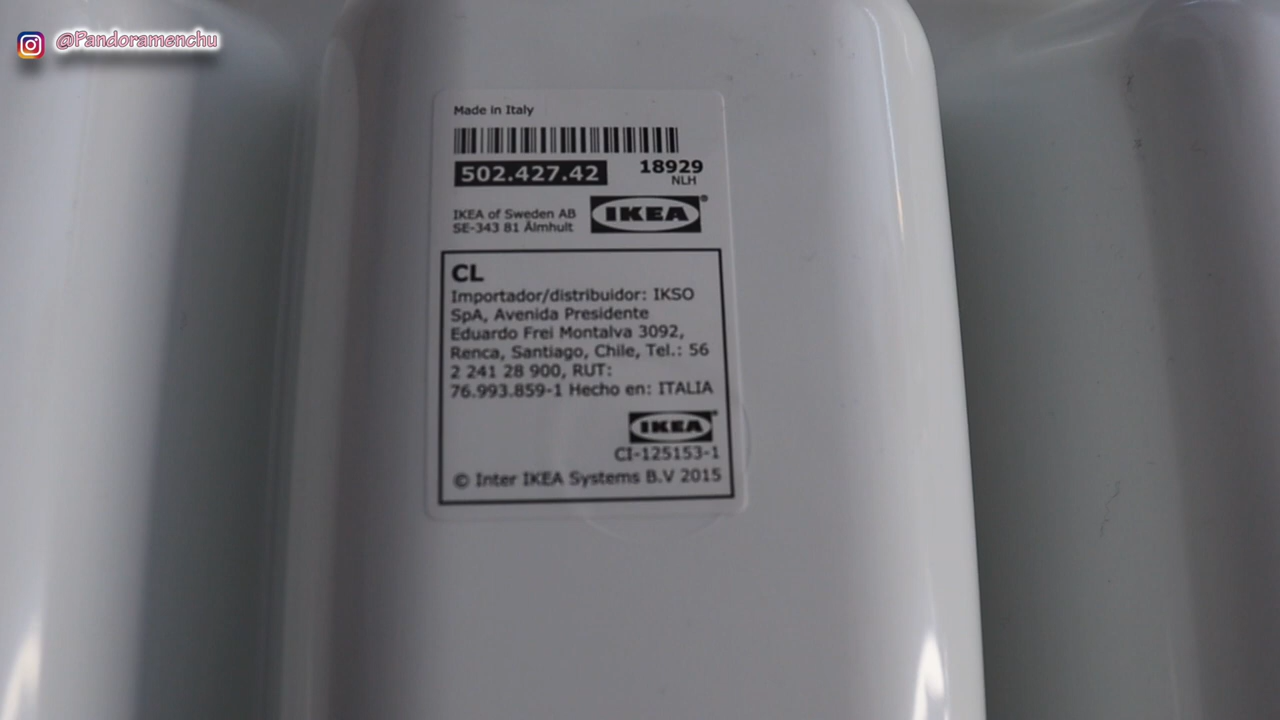 @Pandoramenchu
Made in Italy
502.427.42
18929
NLH
IKEA of Sweden AB
SE-343 81 Älmhult
IKEA®
CL
Importador/distribuidor: IKSO
SpA, Avenida Presidente
Eduardo Frei Montalva 3092,
Renca, Santiago, Chile, Tel.: 56
2 241 28 900, RUT:
76.993.859-1 Hecho en: ITALIA
IKEA®
CI-125153-1
© Inter IKEA Systems B.V 2015